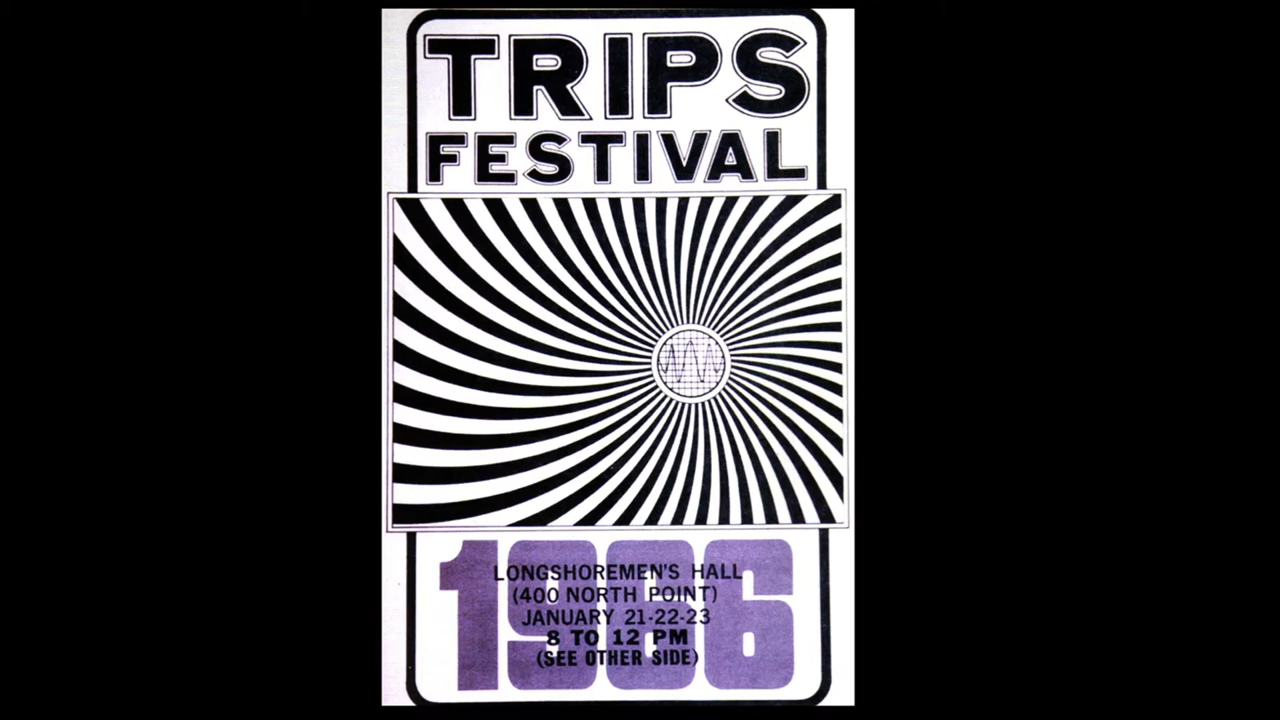 TRIPS
FESTIVAL
1966
LONGSHOREMEN'S HALL
(400 NORTH POINT)
JANUARY 21-22-23
8 TO 12 PM
(SEE OTHER SIDE)